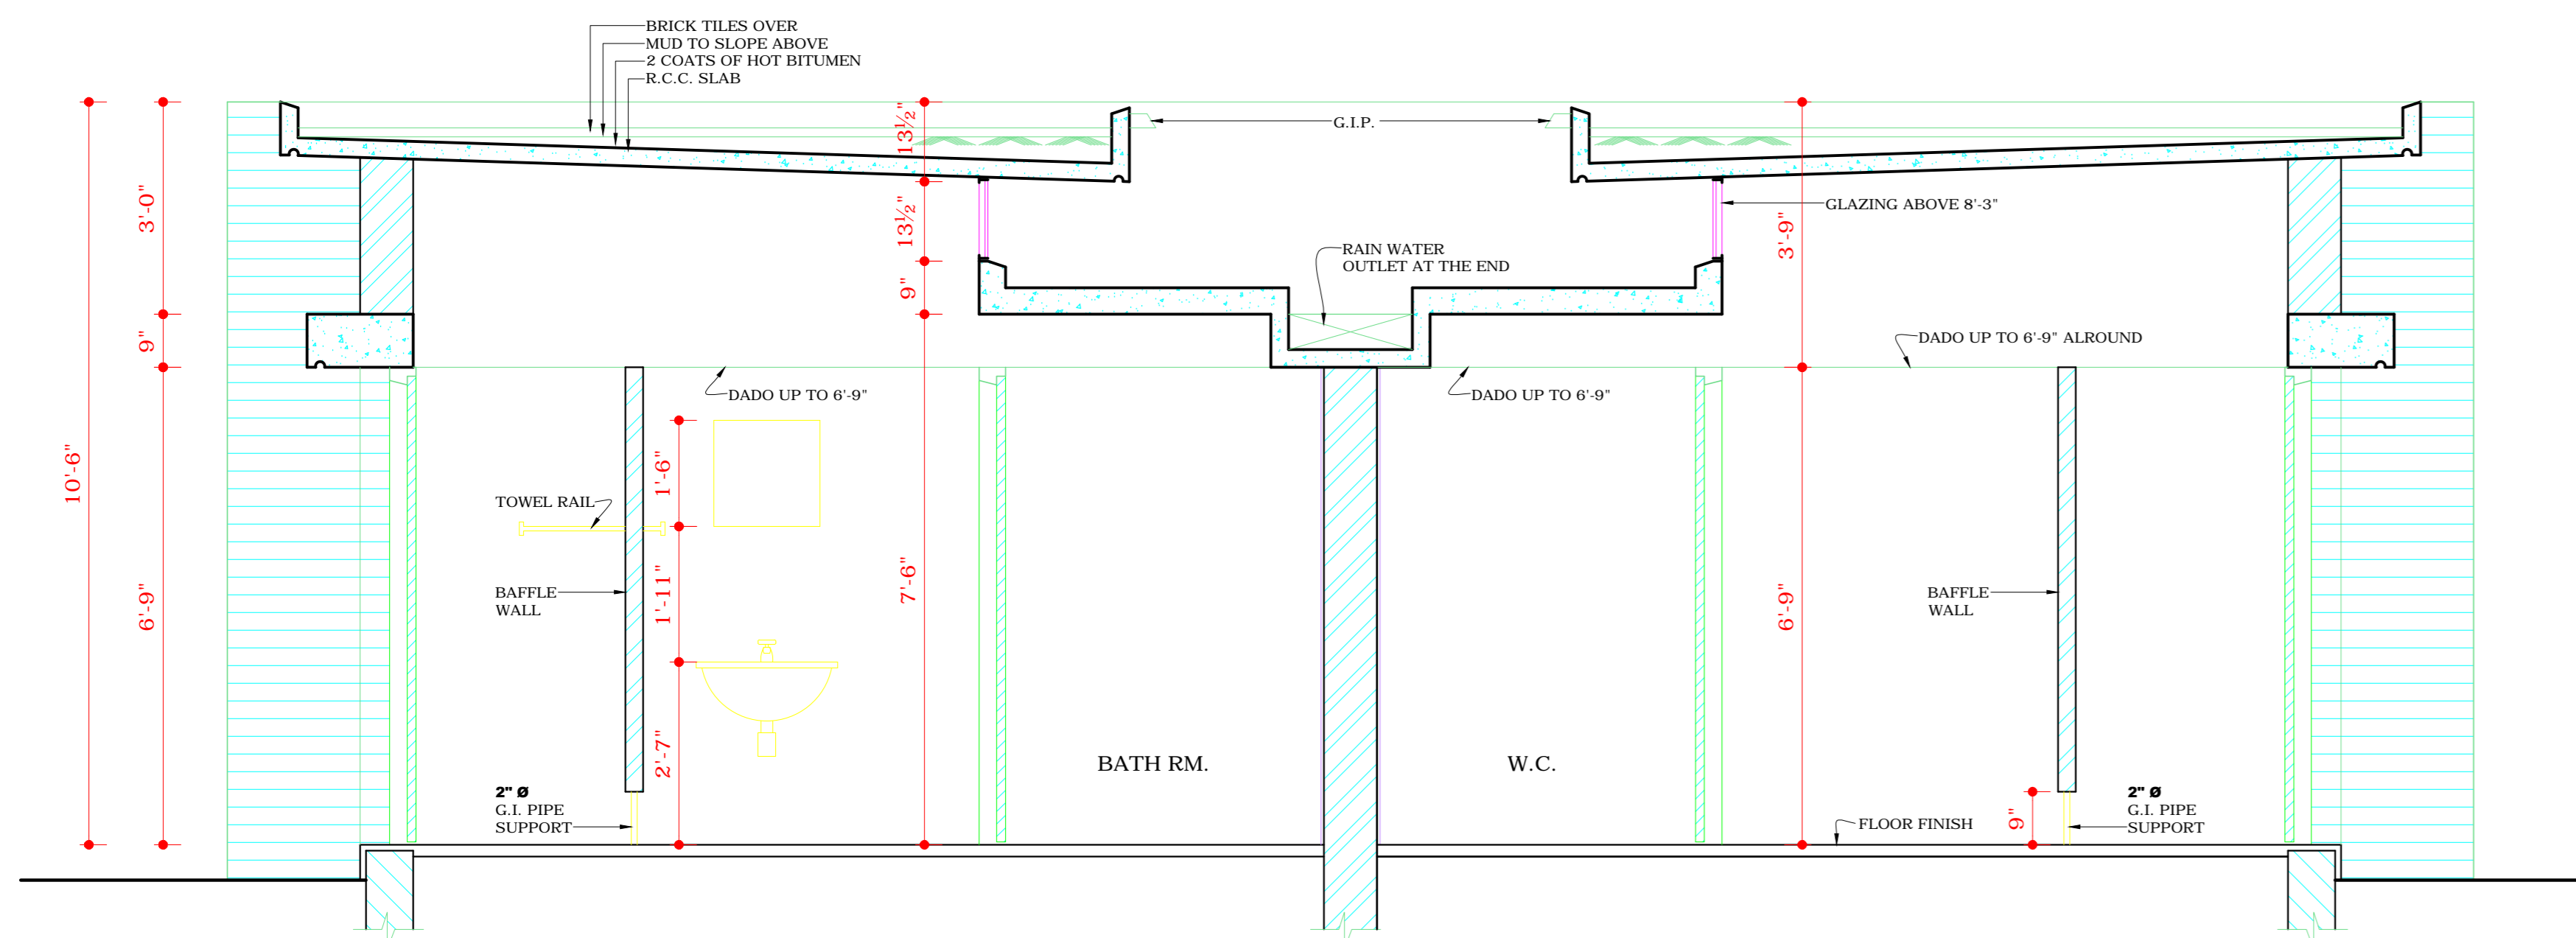 BRICK TILES OVER
MUD TO SLOPE ABOVE
2 COATS OF HOT BITUMEN
R.C.C. SLAB
G.I.P.
13½"
3'-0"
13½"
GLAZING ABOVE 8'-3"
3'-9"
RAIN WATER
OUTLET AT THE END
9"
9"
DADO UP TO 6'-9" ALROUND
DADO UP TO 6'-9"
DADO UP TO 6'-9"
10'-6"
1'-6"
TOWEL RAIL
6'-9"
BAFFLE
WALL
1'-11"
7'-6"
6'-9"
BAFFLE
WALL
2'-7"
BATH RM.
W.C.
2" Ø
G.I. PIPE
SUPPORT
FLOOR FINISH
9"
2" Ø
G.I. PIPE
SUPPORT